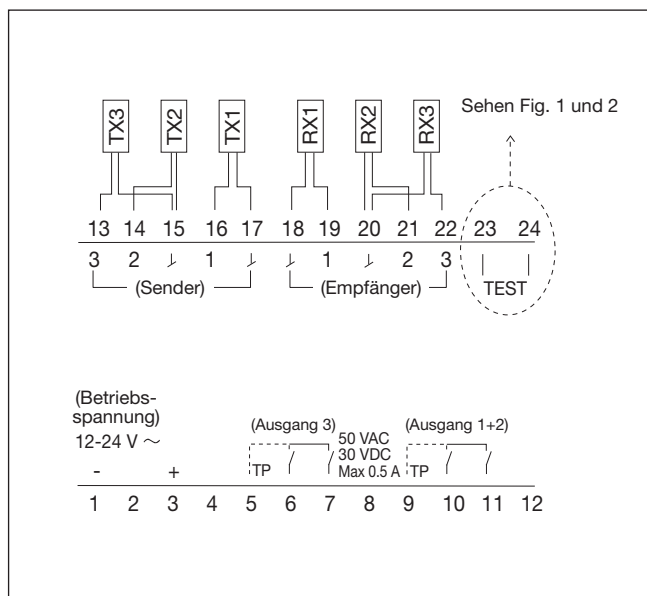 TX3 TX2 TX1 RX1 RX2 RX3
Sehen Fig. 1 und 2
13 14 15 16 17 18 19 20 21 22 23 24
3 2 1 1 2 3
(Sender) (Empfänger) TEST
(Betriebs-
spannung)
12-24 V ~
- +
(Ausgang 3) (Ausgang 1+2)
50 VAC
30 VDC
TP Max 0.5 A TP
1 2 3 4 5 6 7 8 9 10 11 12